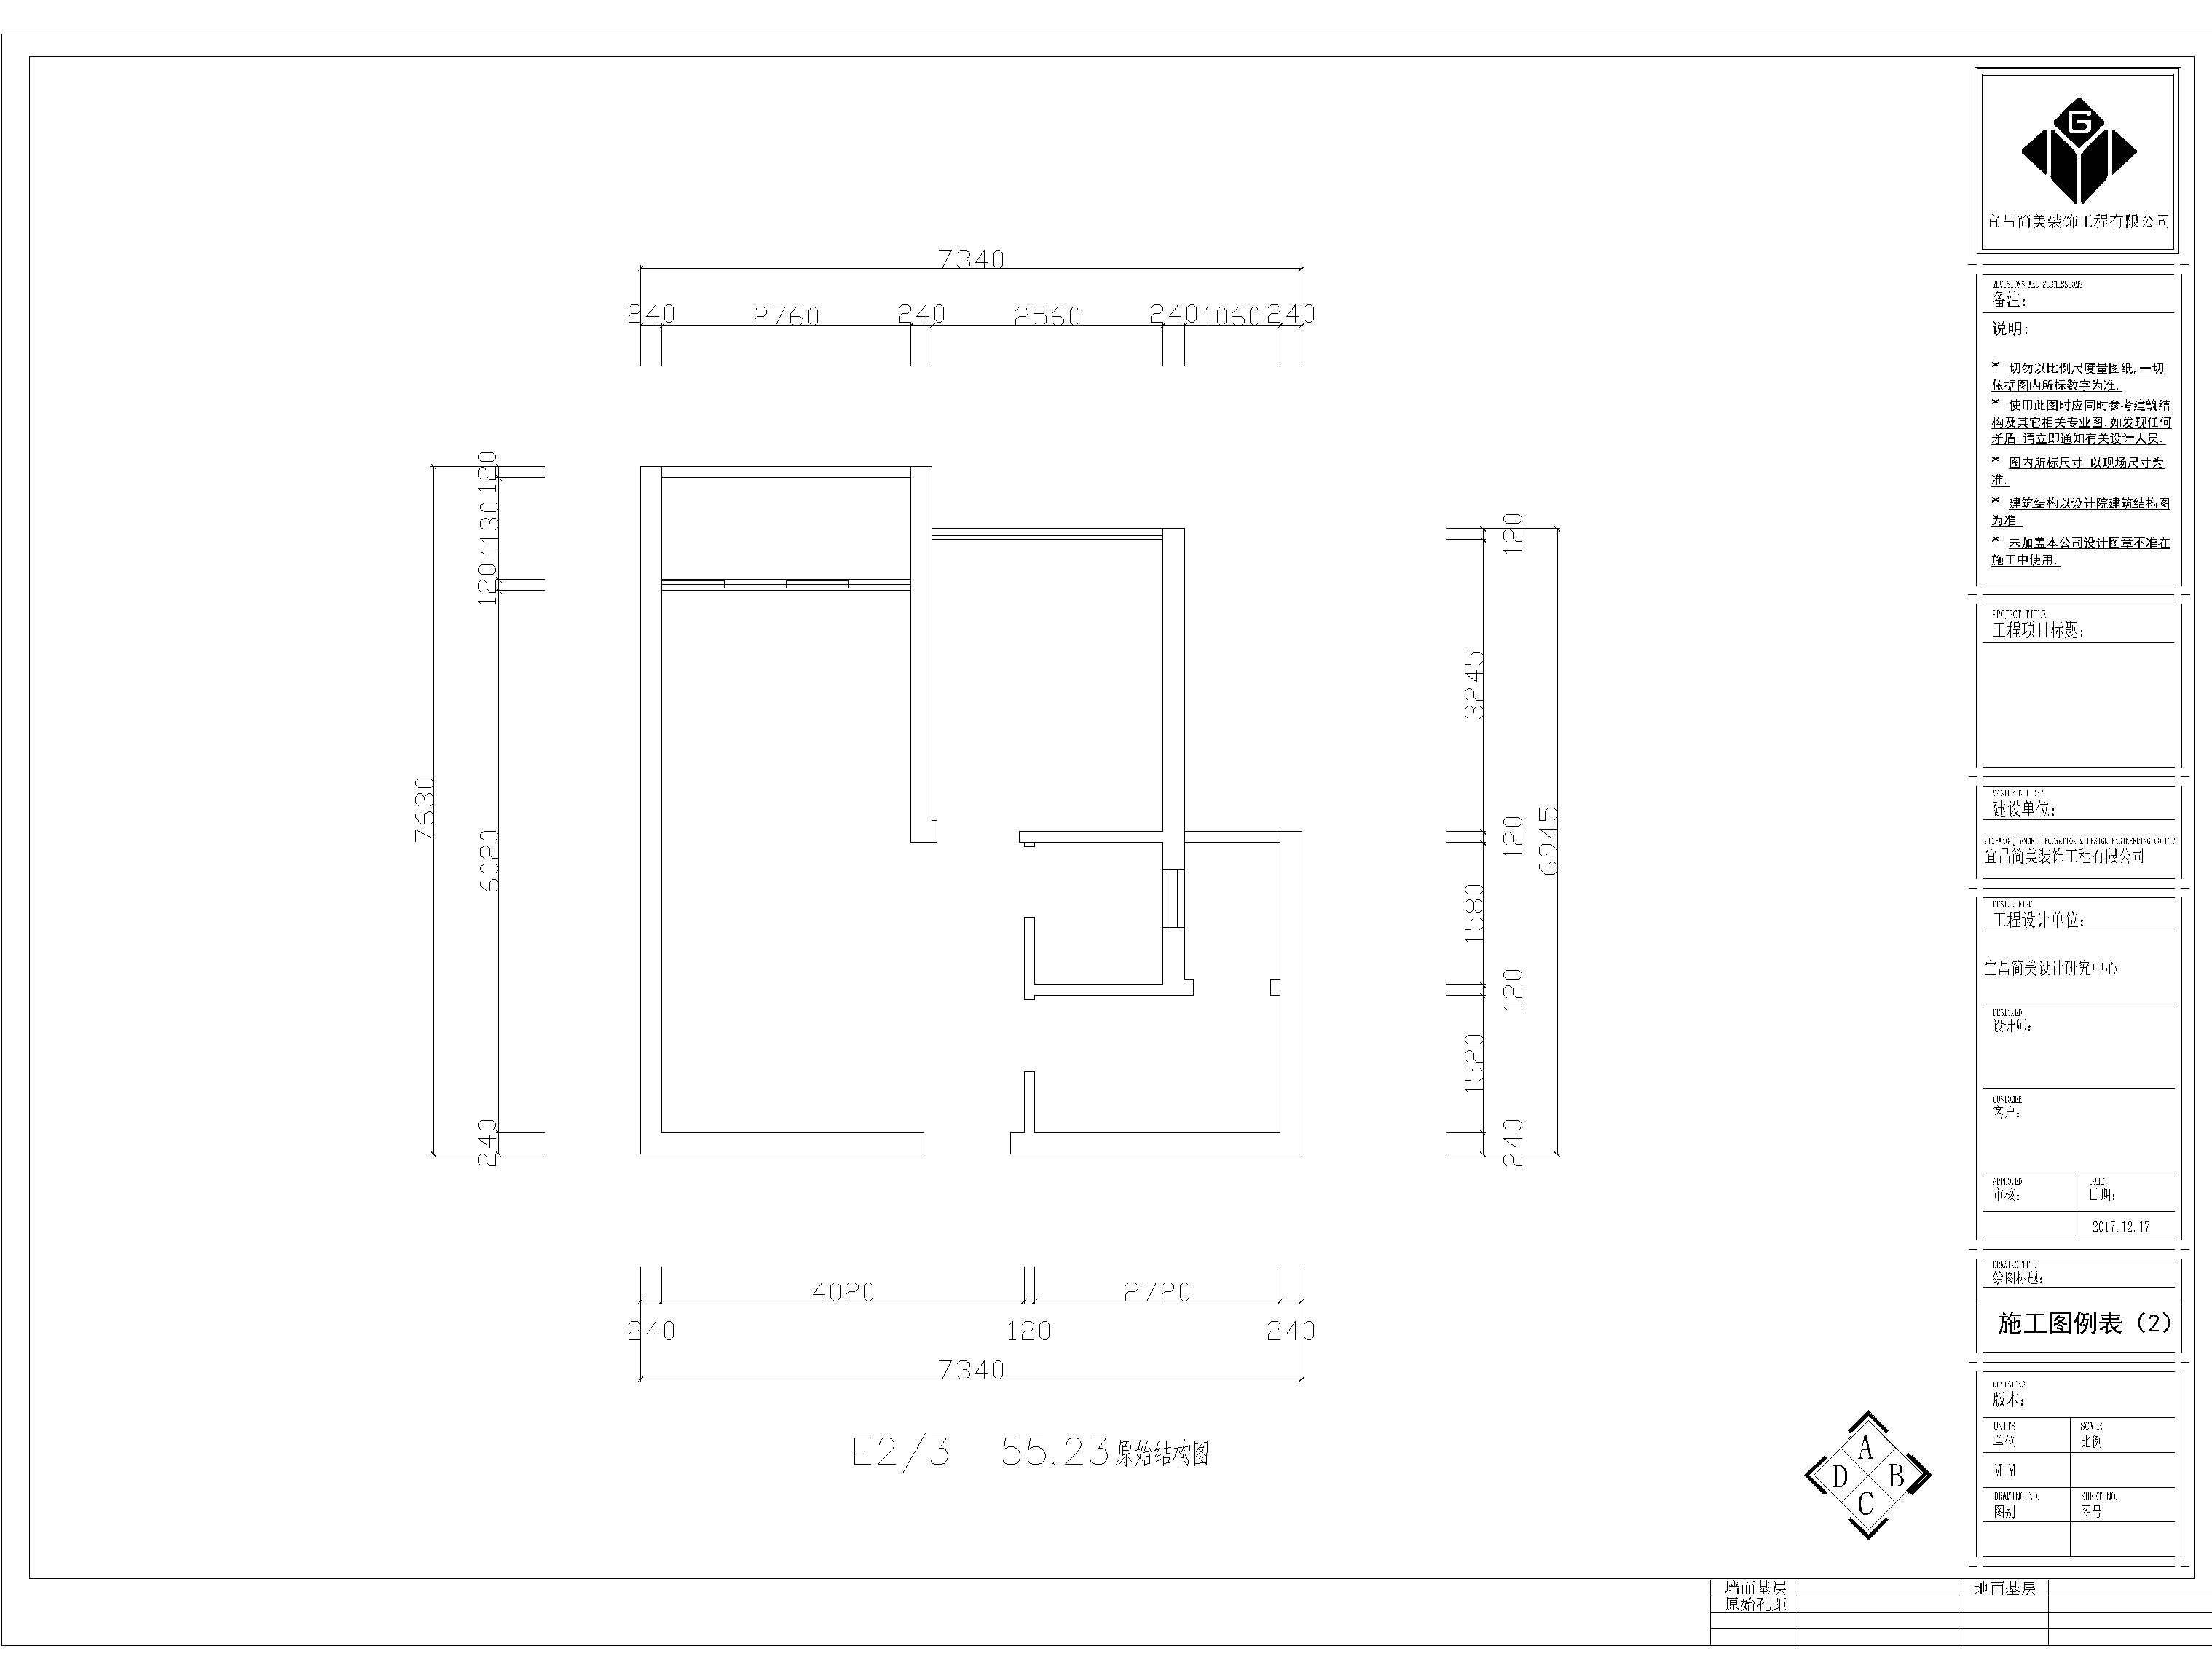 7340
240 2760 240 2560 240 1060 240
120
1130
120
6020
240
7630
120
3245
120
1580
120
1520
240
6945
4020 2720
240 120 240
7340
E2/3 55.23原始结构图
A
D B
C
G
宜昌简美装饰工程有限公司
备注:
说明:
* 切勿以比例尺度量图纸,一切
依据图内所标数字为准.
* 使用此图时应同时参考建筑结
构及其它相关专业图.如发现任何
矛盾,请立即通知有关设计人员.
* 图内所标尺寸,以现场尺寸为
准.
* 建筑结构以设计院建筑结构图
为准.
* 未加盖本公司设计图章不准在
施工中使用.
PROJECT TITLE
工程项目标题:
建设单位:
宜昌简美装饰工程有限公司
工程设计单位:
宜昌简美设计研究中心
DESIGNED
设计师:
客户:
APPROVED
审核:
日期:
2017.12.17
DRAWING TITLE
绘图标题:
施工图例表（2）
版本:
UNITS SCALE
单位 比例
M M
DRAWING NO. SHEET NO.
图别 图号
墙面基层 地面基层
原始孔距